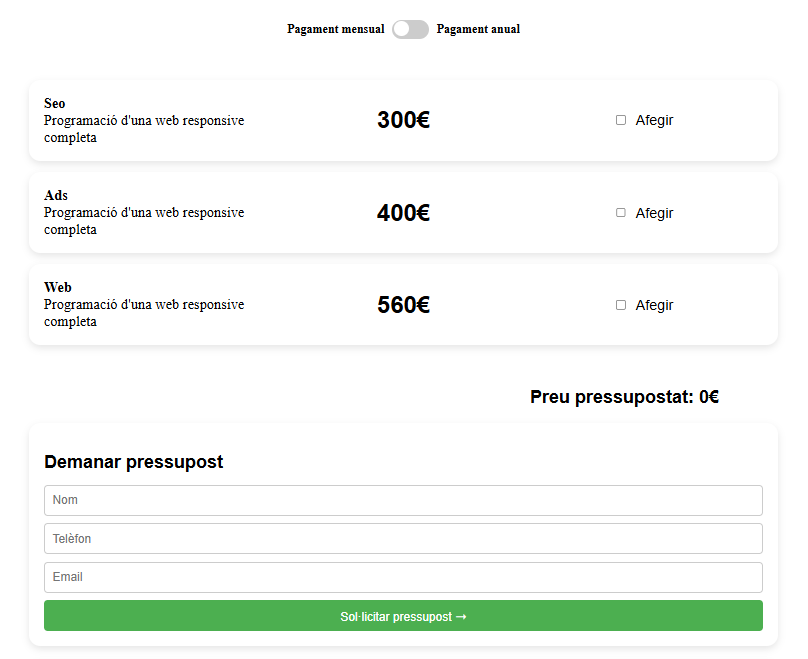 Pagament mensual Pagament anual
Seo
Programació d'una web responsive
completa
300€
Afegir
Ads
Programació d'una web responsive
completa
400€
Afegir
Web
Programació d'una web responsive
completa
560€
Afegir
Preu pressupostat: 0€
Demanar pressupost
Nom
Telèfon
Email
Sol·licitar pressupost →